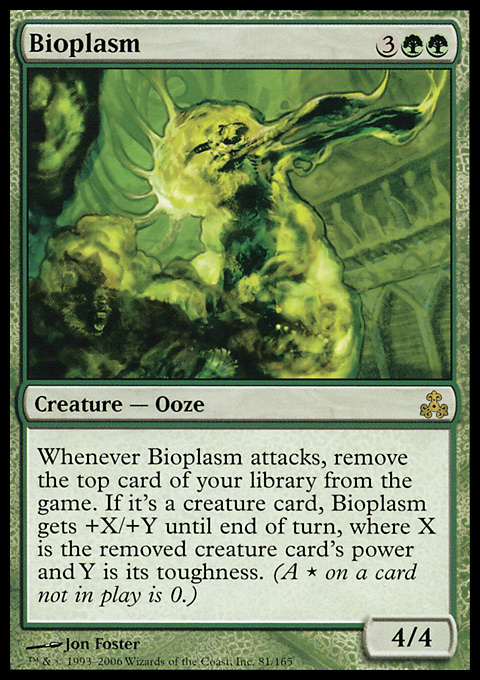 Bioplasm 3
Creature — Ooze
Whenever Bioplasm attacks, remove
the top card of your library from the
game. If it's a creature card, Bioplasm
gets +X/+Y until end of turn, where X
is the removed creature card's power
and Y is its toughness. (A ★ on a card
not in play is 0.)
Jon Foster
4/4
™ & © 1993–2006 Wizards of the Coast, Inc. 81/165